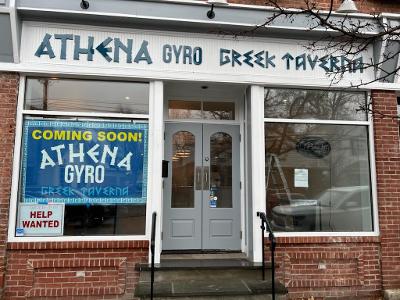 ATHENA GYRO GREEK TAVERNA
COMING SOON!
ATHENA
GYRO
GREEK TAVERNA
HELP
WANTED